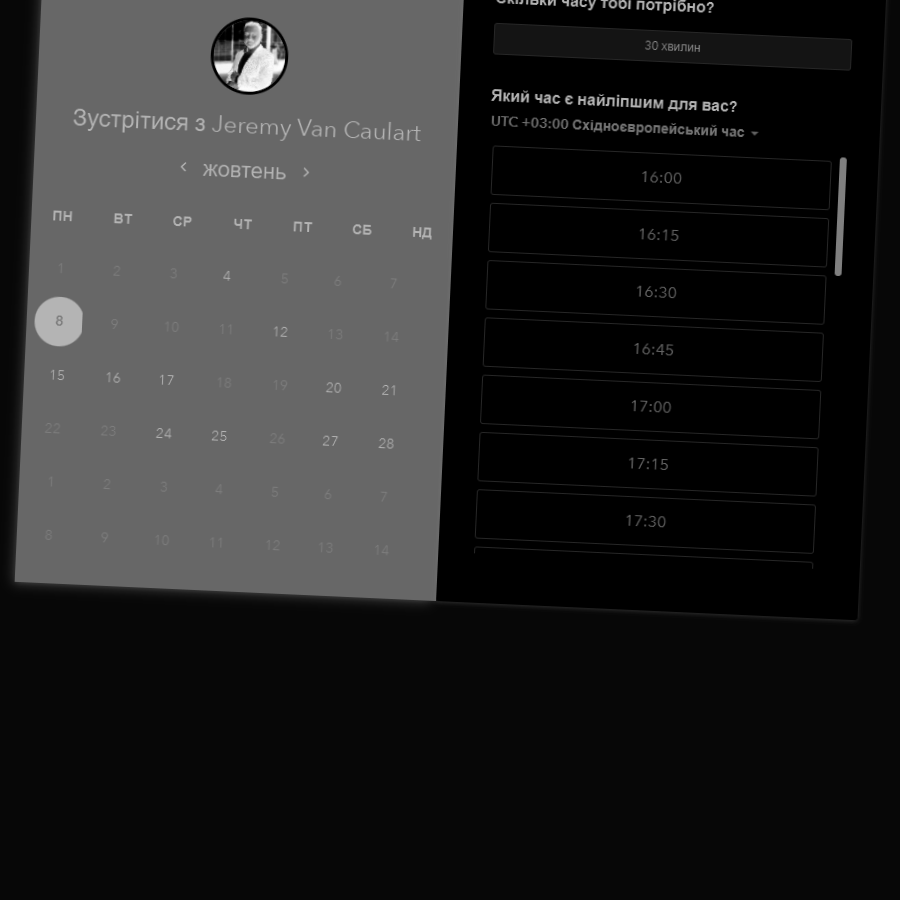 Зустрітися з Jeremy Van Caulart
жовтень
ПН ВТ СР ЧТ ПТ СБ НД
1 2 3 4 5 6 7
8 9 10 11 12 13 14
15 16 17 18 19 20 21
22 23 24 25 26 27 28
1 2 3 4 5 6 7
8 9 10 11 12 13 14
Скільки часу тобі потрібно?
30 хвилин
Який час є найліпшим для вас?
UTC +03:00 Східноєвропейський час
16:00
16:15
16:30
16:45
17:00
17:15
17:30